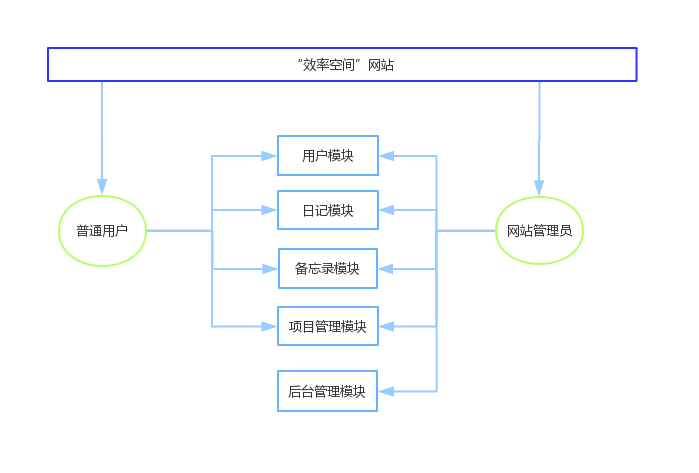 “效率空间”网站
用户模块
日记模块
普通用户
网站管理员
备忘录模块
项目管理模块
后台管理模块